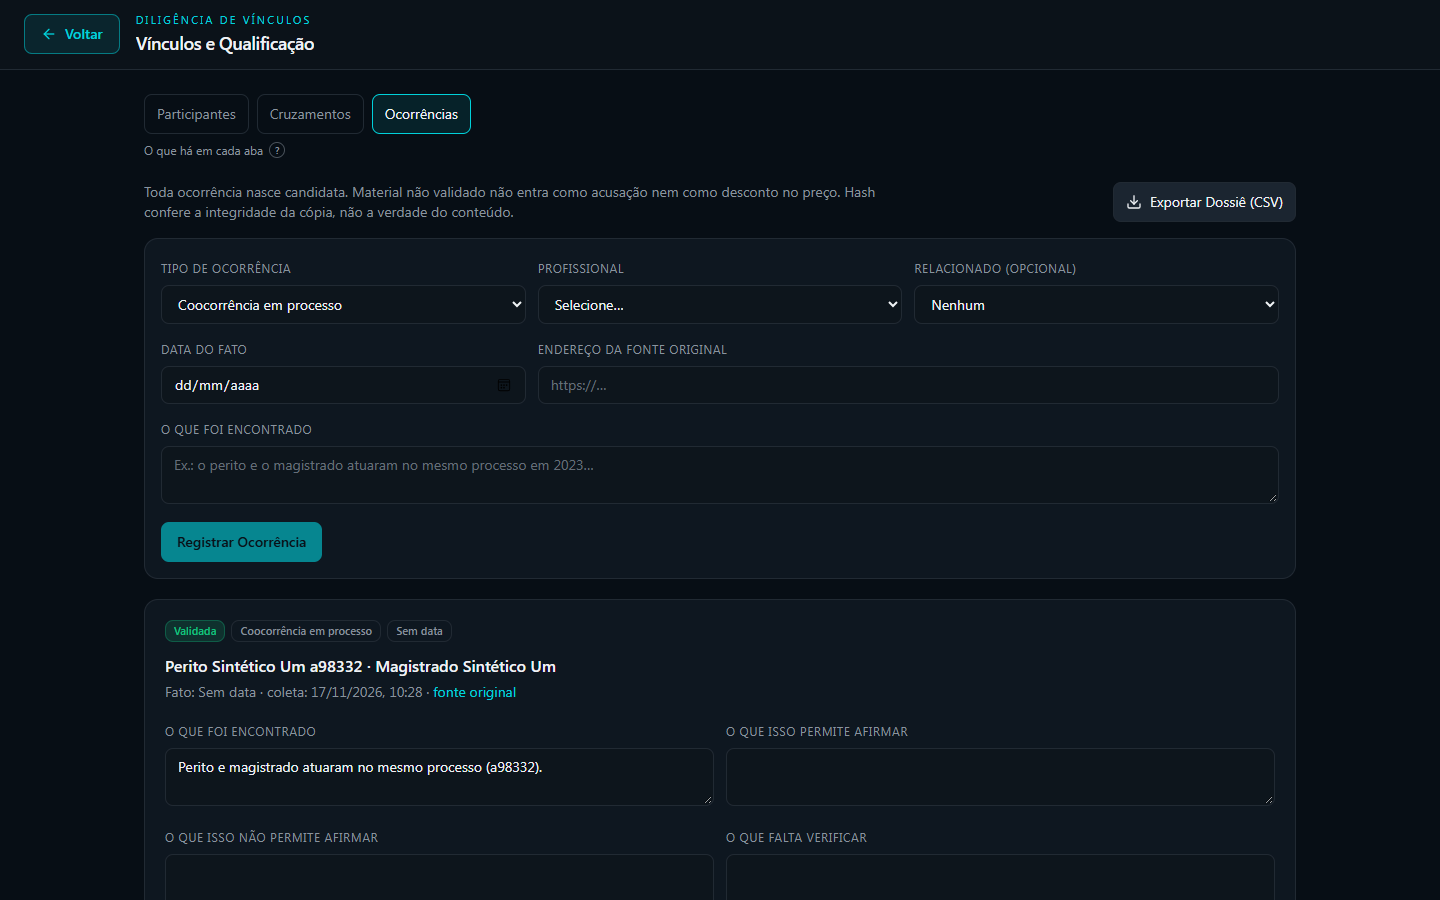 Voltar
DILIGÊNCIA DE VÍNCULOS
Vínculos e Qualificação
Participantes
Cruzamentos
Ocorrências
O que há em cada aba ?
Toda ocorrência nasce candidata. Material não validado não entra como acusação nem como desconto no preço. Hash
confere a integridade da cópia, não a verdade do conteúdo.
Exportar Dossiê (CSV)
TIPO DE OCORRÊNCIA
PROFISSIONAL
RELACIONADO (OPCIONAL)
Coocorrência em processo
Selecione...
Nenhum
DATA DO FATO
ENDEREÇO DA FONTE ORIGINAL
dd/mm/aaaa
https://...
O QUE FOI ENCONTRADO
Ex.: o perito e o magistrado atuaram no mesmo processo em 2023...
Registrar Ocorrência
Validada
Coocorrência em processo
Sem data
Perito Sintético Um a98332 · Magistrado Sintético Um
Fato: Sem data · coleta: 17/11/2026, 10:28 · fonte original
O QUE FOI ENCONTRADO
O QUE ISSO PERMITE AFIRMAR
Perito e magistrado atuaram no mesmo processo (a98332).
O QUE ISSO NÃO PERMITE AFIRMAR
O QUE FALTA VERIFICAR